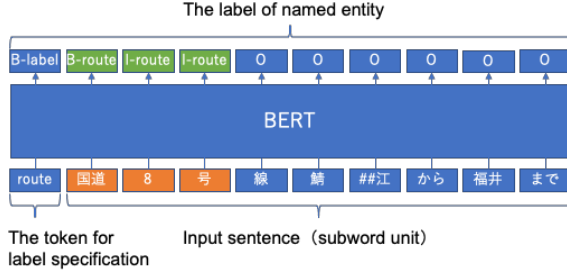 The label of named entity
B-label B-route I-route I-route O O O O O O
BERT
route 国道 8 号 線 鯖 ##江 から 福井 まで
The token for label specification
Input sentence（subword unit）